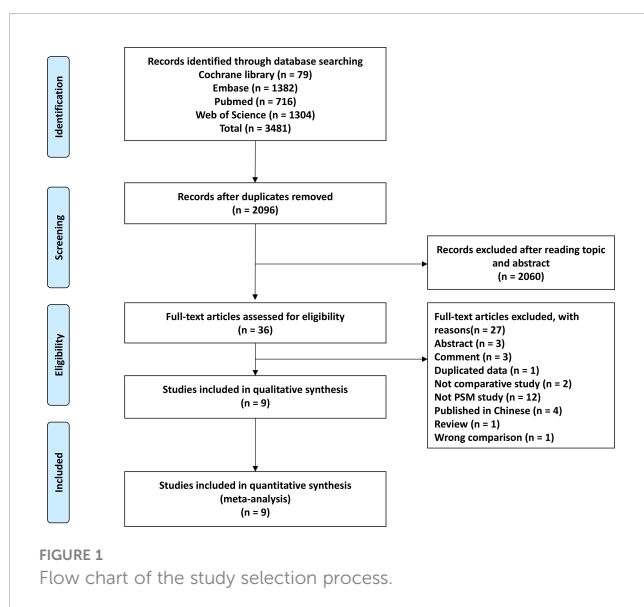 Identification
Records identified through database searching
Cochrane library (n = 79)
Embase (n = 1382)
Pubmed (n = 716)
Web of Science (n = 1304)
Total (n = 3481)
Screening
Records after duplicates removed
(n = 2096)
Records excluded after reading topic
and abstract
(n = 2060)
Eligibility
Full-text articles assessed for eligibility
(n = 36)
Full-text articles excluded, with
reasons(n = 27)
Abstract (n = 3)
Comment (n = 3)
Duplicated data (n = 1)
Not comparative study (n = 2)
Not PSM study (n = 12)
Published in Chinese (n = 4)
Review (n = 1)
Wrong comparison (n = 1)
Studies included in qualitative synthesis
(n = 9)
Included
Studies included in quantitative synthesis
(meta-analysis)
(n = 9)
FIGURE 1
Flow chart of the study selection process.